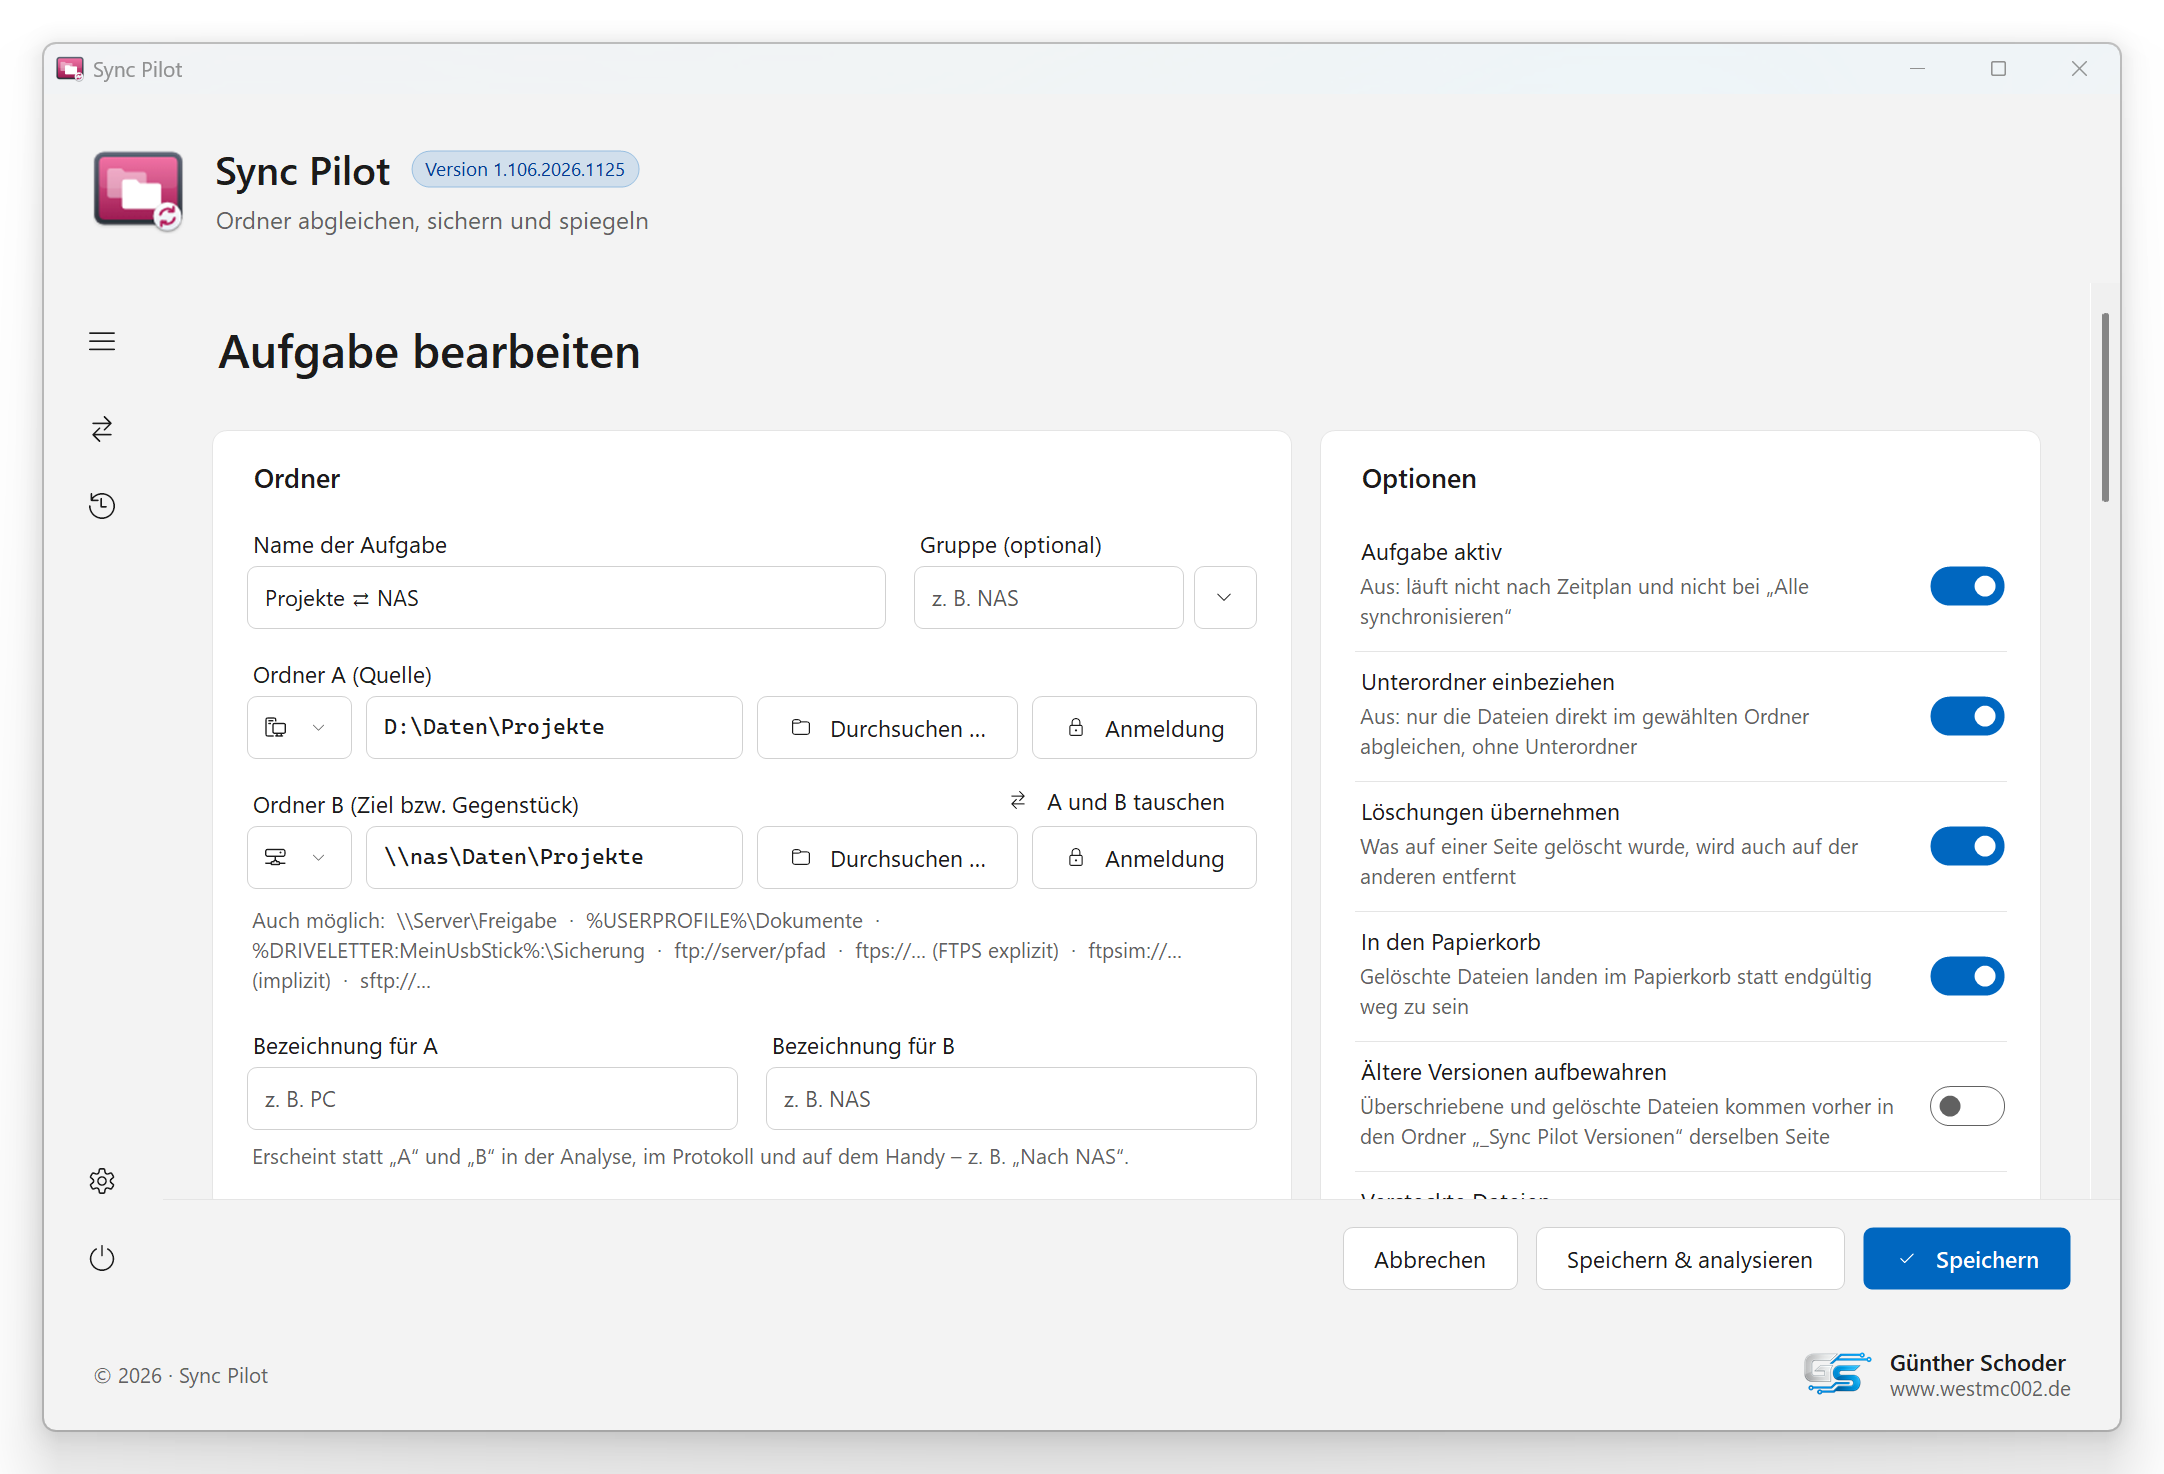 Sync Pilot
Sync Pilot
Version 1.106.2026.1125
Ordner abgleichen, sichern und spiegeln
Aufgabe bearbeiten
Ordner
Name der Aufgabe
Gruppe (optional)
Projekte ⇄ NAS
z. B. NAS
Ordner A (Quelle)
D:\Daten\Projekte
Durchsuchen ...
Anmeldung
Ordner B (Ziel bzw. Gegenstück)
A und B tauschen
\\nas\Daten\Projekte
Durchsuchen ...
Anmeldung
Auch möglich: \\Server\Freigabe · %USERPROFILE%\Dokumente ·
%DRIVELETTER:MeinUsbStick%:\Sicherung · ftp://server/pfad · ftps://... (FTPS explizit) · ftpsim://...
(implizit) · sftp://...
Bezeichnung für A
Bezeichnung für B
z. B. PC
z. B. NAS
Erscheint statt „A“ und „B“ in der Analyse, im Protokoll und auf dem Handy – z. B. „Nach NAS“.
Optionen
Aufgabe aktiv
Aus: läuft nicht nach Zeitplan und nicht bei „Alle
synchronisieren“
Unterordner einbeziehen
Aus: nur die Dateien direkt im gewählten Ordner
abgleichen, ohne Unterordner
Löschungen übernehmen
Was auf einer Seite gelöscht wurde, wird auch auf der
anderen entfernt
In den Papierkorb
Gelöschte Dateien landen im Papierkorb statt endgültig
weg zu sein
Ältere Versionen aufbewahren
Überschriebene und gelöschte Dateien kommen vorher in
den Ordner „_Sync Pilot Versionen“ derselben Seite
Abbrechen
Speichern & analysieren
Speichern
© 2026 · Sync Pilot
GS
Günther Schoder
www.westmc002.de